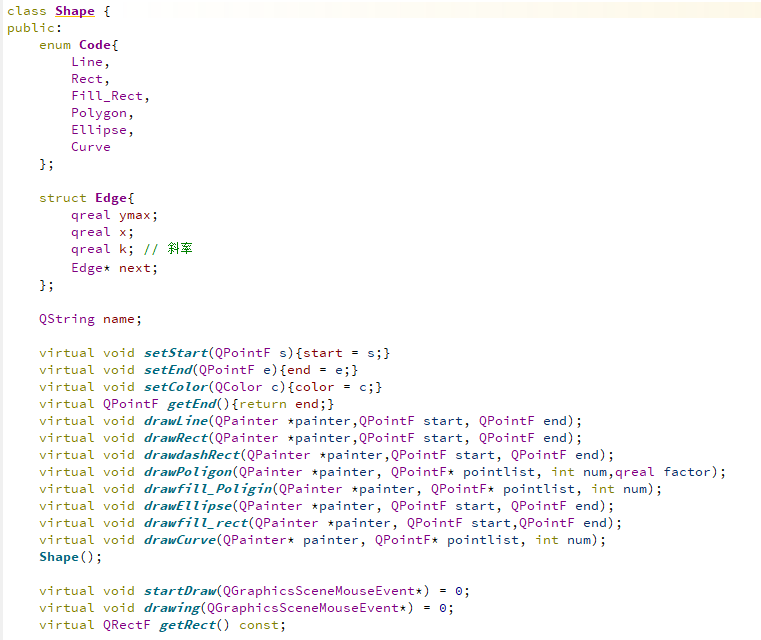 class Shape {
public:
    enum Code{
        Line,
        Rect,
        Fill_Rect,
        Polygon,
        Ellipse,
        Curve
    };
    struct Edge{
        qreal ymax;
        qreal x;
        qreal k; // 斜率
        Edge* next;
    };
    QString name;
    virtual void setStart(QPointF s){start = s;}
    virtual void setEnd(QPointF e){end = e;}
    virtual void setColor(QColor c){color = c;}
    virtual QPointF getEnd(){return end;}
    virtual void drawLine(QPainter *painter,QPointF start, QPointF end);
    virtual void drawRect(QPainter *painter,QPointF start, QPointF end);
    virtual void drawdashRect(QPainter *painter,QPointF start, QPointF end);
    virtual void drawPoligon(QPainter *painter, QPointF* pointlist, int num,qreal factor);
    virtual void drawfill_Poligin(QPainter *painter, QPointF* pointlist, int num);
    virtual void drawEllipse(QPainter *painter, QPointF start, QPointF end);
    virtual void drawfill_rect(QPainter *painter, QPointF start,QPointF end);
    virtual void drawCurve(QPainter* painter, QPointF* pointlist, int num);
    Shape();
    virtual void startDraw(QGraphicsSceneMouseEvent*) = 0;
    virtual void drawing(QGraphicsSceneMouseEvent*) = 0;
    virtual QRectF getRect() const;